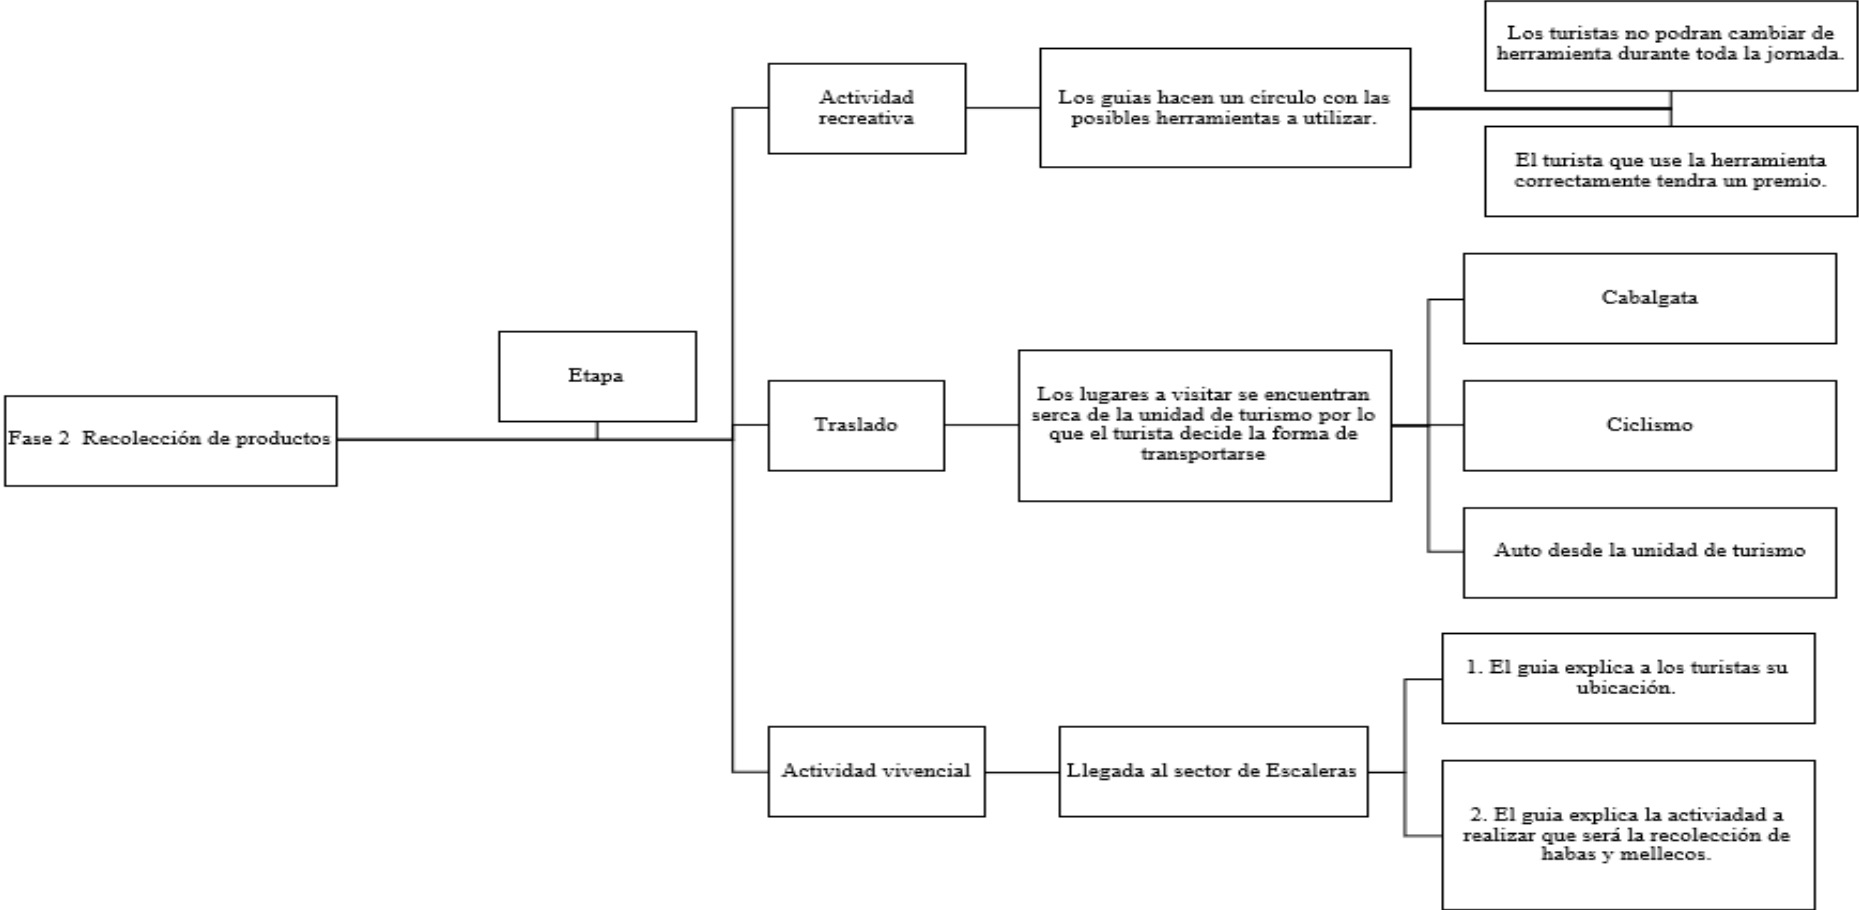 Fase 2  Recolección de productos
Etapa
Actividad
recreativa
Los guias hacen un círculo con las
posibles herramientas a utilizar.
Los turistas no podran cambiar de
herramienta durante toda la jornada.
El turista que use la herramienta
correctamente tendra un premio.
Traslado
Los lugares a visitar se encuentran
serca de la unidad de turismo por lo
que el turista decide la forma de
transportarse
Cabalgata
Ciclismo
Auto desde la unidad de turismo
Actividad vivencial
Llegada al sector de Escaleras
1. El guia explica a los turistas su
ubicación.
2. El guia explica la activiadad a
realizar que será la recolección de
habas y mellecos.